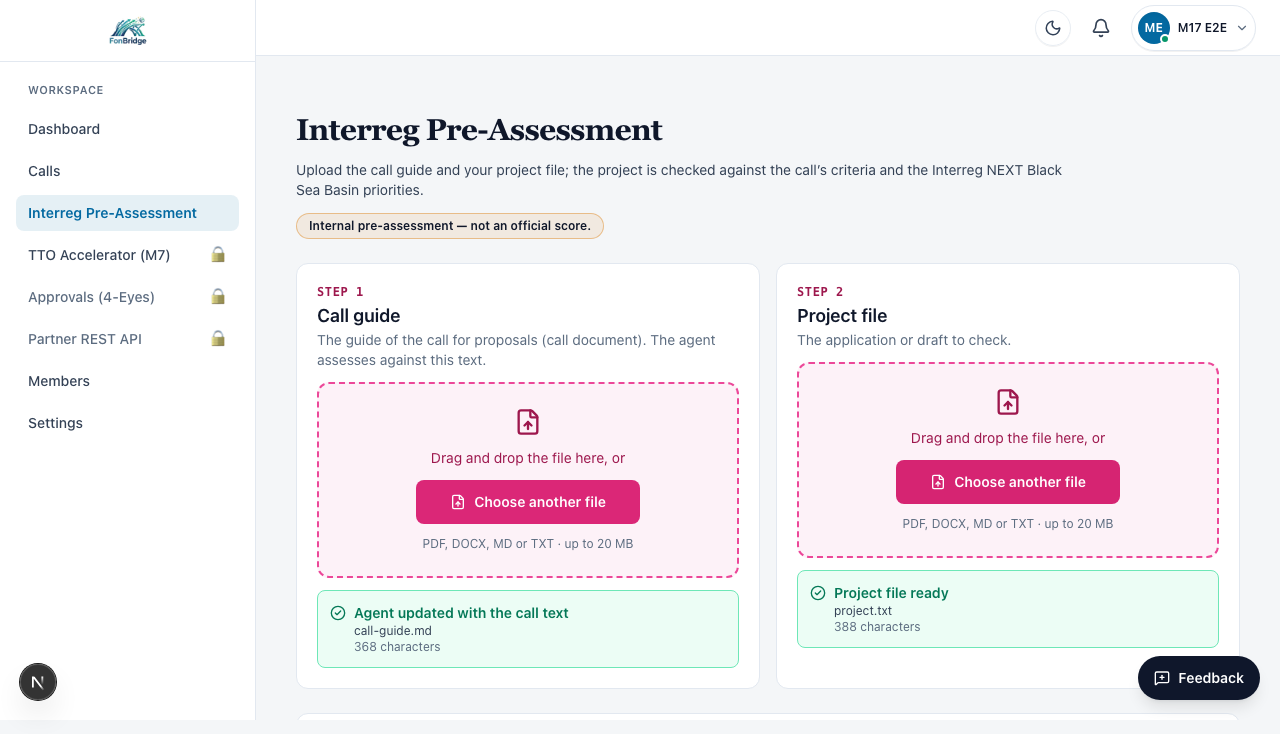 FonBridge
ME
M17 E2E
WORKSPACE
Dashboard
Calls
Interreg Pre-Assessment
TTO Accelerator (M7)
Approvals (4-Eyes)
Partner REST API
Members
Settings
N
Interreg Pre-Assessment
Upload the call guide and your project file; the project is checked against the call's criteria and the Interreg NEXT Black
Sea Basin priorities.
Internal pre-assessment — not an official score.
STEP 1
Call guide
The guide of the call for proposals (call document). The agent
assesses against this text.
Drag and drop the file here, or
Choose another file
PDF, DOCX, MD or TXT · up to 20 MB
Agent updated with the call text
call-guide.md
368 characters
STEP 2
Project file
The application or draft to check.
Drag and drop the file here, or
Choose another file
PDF, DOCX, MD or TXT · up to 20 MB
Project file ready
project.txt
388 characters
Feedback